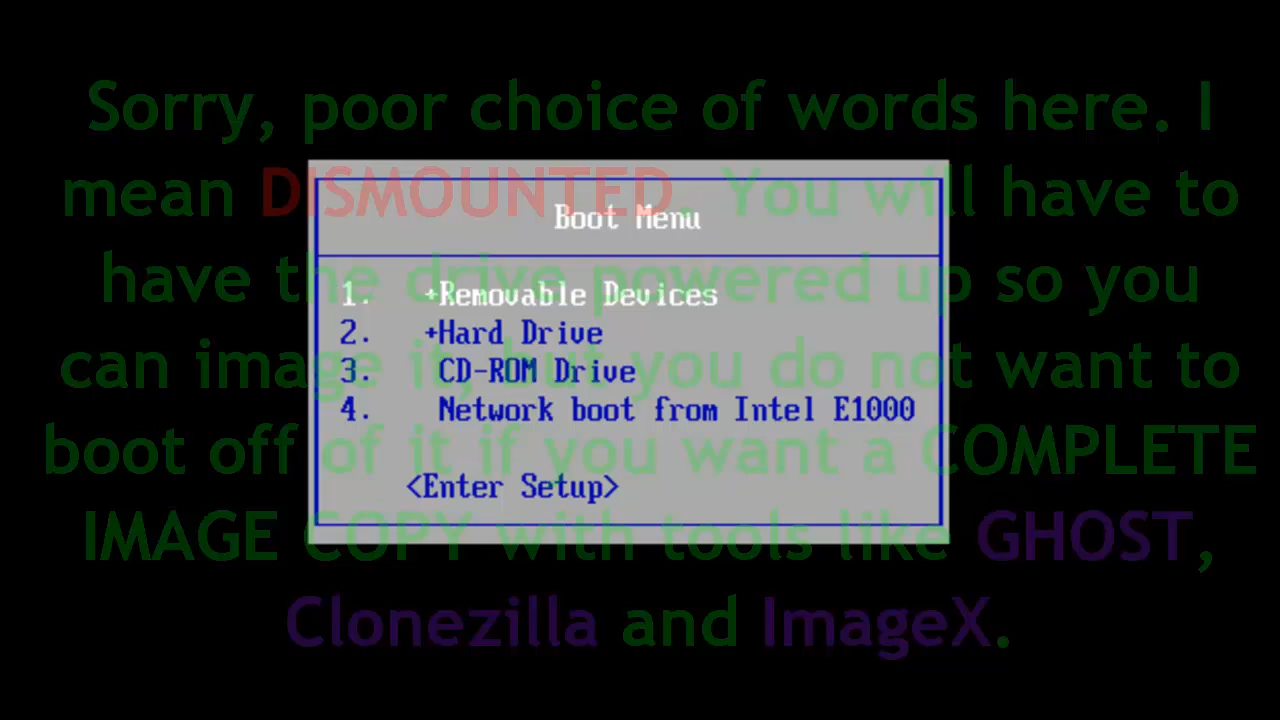 Sorry, poor choice of words here. I
mean DISMOUNTED. You will have to
have the drive powered up so you
can image it, but you do not want to
boot off of it if you want a COMPLETE
IMAGE COPY with tools like GHOST,
Clonezilla and ImageX.
Boot Menu
1. +Removable Devices
2. +Hard Drive
3. CD-ROM Drive
4. Network boot from Intel E1000
<Enter Setup>